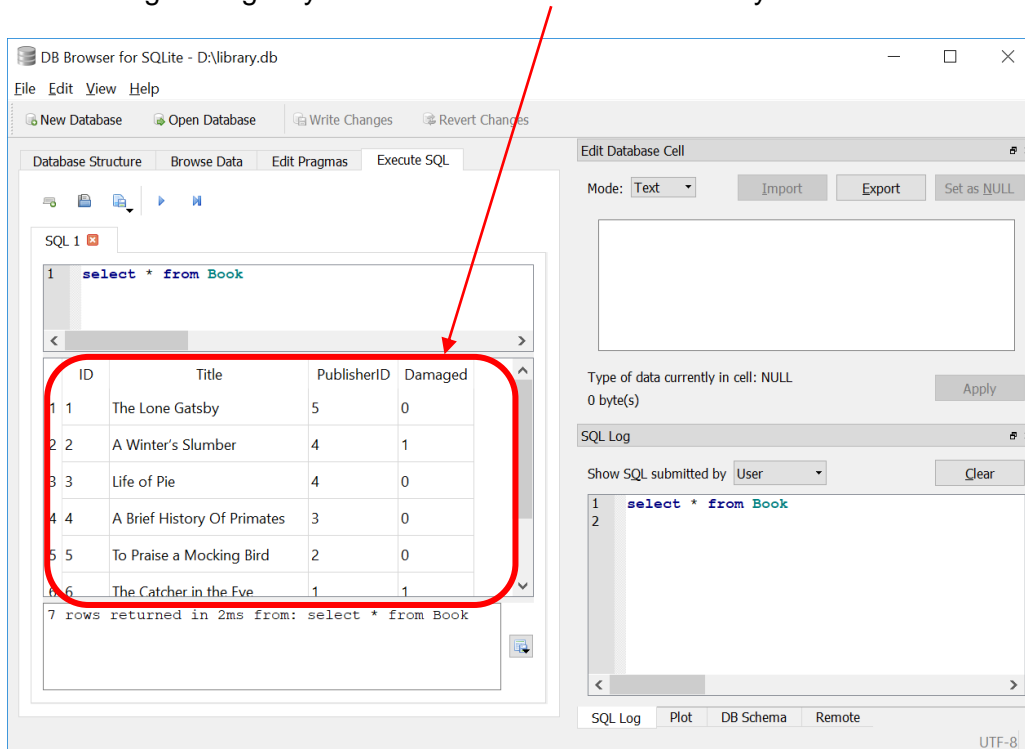 DB Browser for SQLite - D:\library.db
File Edit View Help
New Database Open Database Write Changes Revert Changes
Database Structure Browse Data Edit Pragmas Execute SQL
SQL 1
1 select * from Book
ID Title PublisherID Damaged
1 1 The Lone Gatsby 5 0
2 2 A Winter's Slumber 4 1
3 3 Life of Pie 4 0
4 4 A Brief History Of Primates 3 0
5 5 To Praise a Mocking Bird 2 0
6 6 The Catcher in the Eye 1 1
7 rows returned in 2ms from: select * from Book
Edit Database Cell
Mode: Text Import Export Set as NULL
Type of data currently in cell: NULL
0 byte(s)
Apply
SQL Log
Show SQL submitted by User Clear
1 select * from Book
2
SQL Log Plot DB Schema Remote
UTF-8